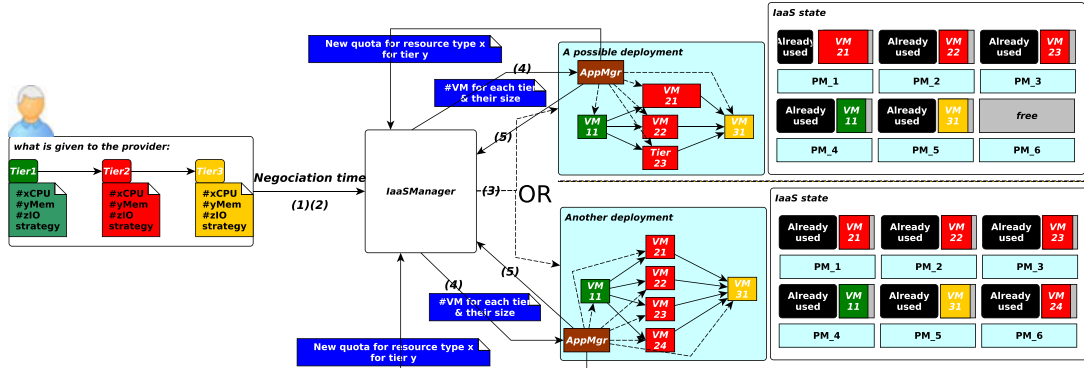 what is given to the provider:
Tier1
Tier2
Tier3
#xCPU
#yMem
#zIO
strategy
#xCPU
#yMem
#zIO
strategy
#xCPU
#yMem
#zIO
strategy
Negociation time
(1)(2)
IaaSManager
New quota for resource type x
for tier y
(4)
#VM for each tier
& their size
(5)
(3)
OR
(5)
(4)
#VM for each tier
& their size
New quota for resource type x
for tier y
A possible deployment
AppMgr
VM
21
VM
11
VM
22
VM
31
Tier
23
Another deployment
VM
21
VM
22
VM
11
VM
31
VM
23
VM
24
AppMgr
IaaS state
Already
used
VM
21
Already
used
VM
22
Already
used
VM
23
PM_1
PM_2
PM_3
Already
used
VM
11
Already
used
VM
31
free
PM_4
PM_5
PM_6
IaaS state
Already
used
VM
21
Already
used
VM
22
Already
used
VM
23
PM_1
PM_2
PM_3
Already
used
VM
11
Already
used
VM
31
Already
used
VM
24
PM_4
PM_5
PM_6